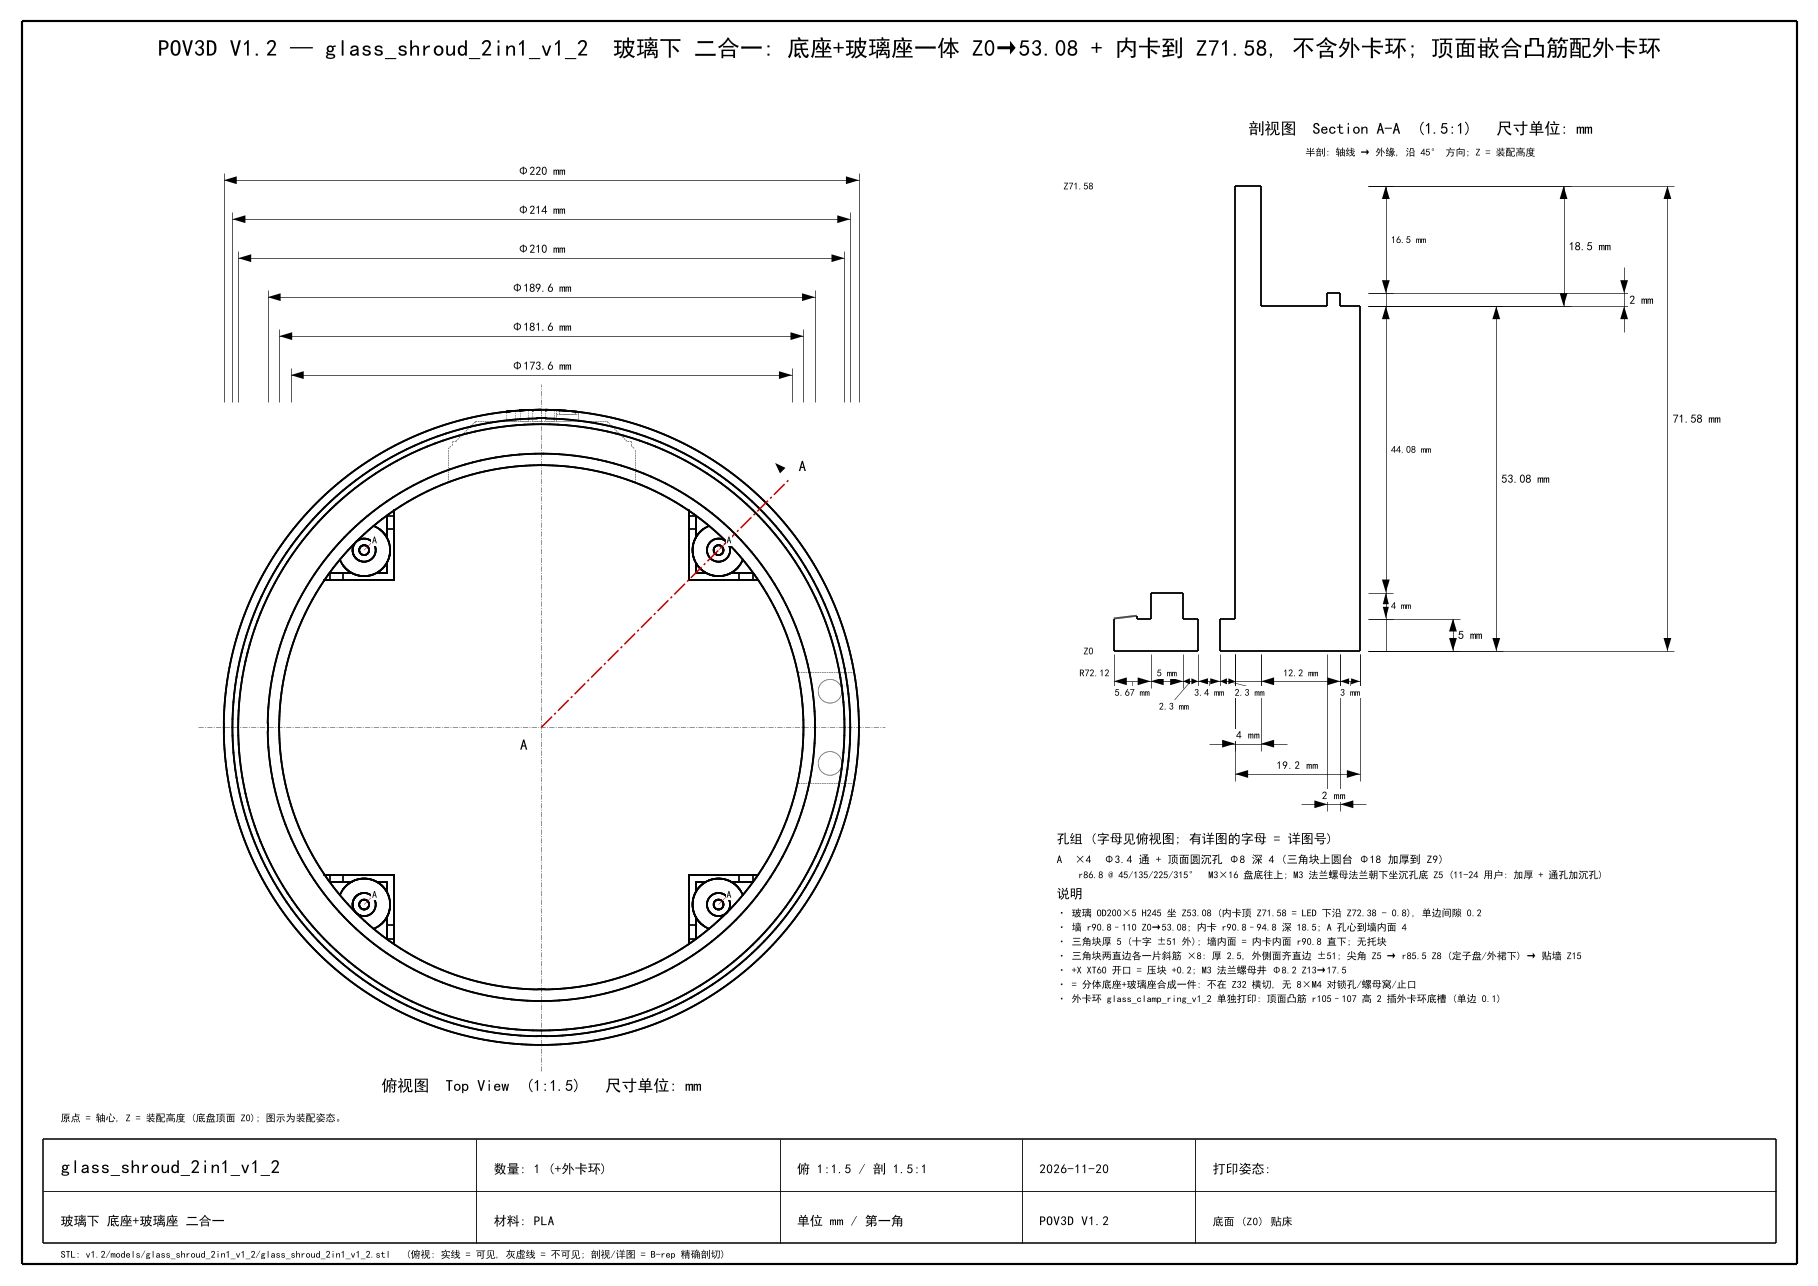 POV3D V1.2 — glass_shroud_2in1_v1_2  玻璃下 二合一: 底座+玻璃座一体 Z0→53.08 + 内卡到 Z71.58, 不含外卡环; 顶面嵌合凸筋配外卡环
剖视图  Section A-A  (1.5:1)   尺寸单位: mm
半剖: 轴线 → 外缘, 沿 45° 方向; Z = 装配高度
Φ220 mm
Φ214 mm
Φ210 mm
Φ189.6 mm
Φ181.6 mm
Φ173.6 mm
A
A
A
A
A
A
Z71.58
16.5 mm
18.5 mm
2 mm
71.58 mm
44.08 mm
53.08 mm
4 mm
5 mm
Z0
R72.12
5 mm
12.2 mm
5.67 mm
3.4 mm
2.3 mm
3 mm
2.3 mm
4 mm
19.2 mm
2 mm
孔组 (字母见俯视图; 有详图的字母 = 详图号)
A  ×4  Φ3.4 通 + 顶面圆沉孔 Φ8 深 4 (三角块上圆台 Φ18 加厚到 Z9)
r86.8 @ 45/135/225/315°  M3×16 盘底往上; M3 法兰螺母法兰朝下坐沉孔底 Z5 (11-24 用户: 加厚 + 通孔加沉孔)
说明
· 玻璃 OD200×5 H245 坐 Z53.08 (内卡顶 Z71.58 = LED 下沿 Z72.38 - 0.8), 单边间隙 0.2
· 墙 r90.8–110 Z0→53.08; 内卡 r90.8–94.8 深 18.5; A 孔心到墙内面 4
· 三角块厚 5 (十字 ±51 外); 墙内面 = 内卡内面 r90.8 直下; 无托块
· 三角块两直边各一片斜筋 ×8: 厚 2.5, 外侧面齐直边 ±51; 尖角 Z5 → r85.5 Z8 (定子盘/外裙下) → 贴墙 Z15
· +X XT60 开口 = 压块 +0.2; M3 法兰螺母井 Φ8.2 Z13→17.5
· = 分体底座+玻璃座合成一件: 不在 Z32 横切, 无 8×M4 对锁孔/螺母窝/止口
· 外卡环 glass_clamp_ring_v1_2 单独打印: 顶面凸筋 r105–107 高 2 插外卡环底槽 (单边 0.1)
俯视图  Top View  (1:1.5)   尺寸单位: mm
原点 = 轴心, Z = 装配高度 (底盘顶面 Z0); 图示为装配姿态。
glass_shroud_2in1_v1_2
数量: 1 (+外卡环)
俯 1:1.5 / 剖 1.5:1
2026-11-20
打印姿态:
玻璃下 底座+玻璃座 二合一
材料: PLA
单位 mm / 第一角
POV3D V1.2
底面 (Z0) 贴床
STL: v1.2/models/glass_shroud_2in1_v1_2/glass_shroud_2in1_v1_2.stl  (俯视: 实线 = 可见, 灰虚线 = 不可见; 剖视/详图 = B-rep 精确剖切)